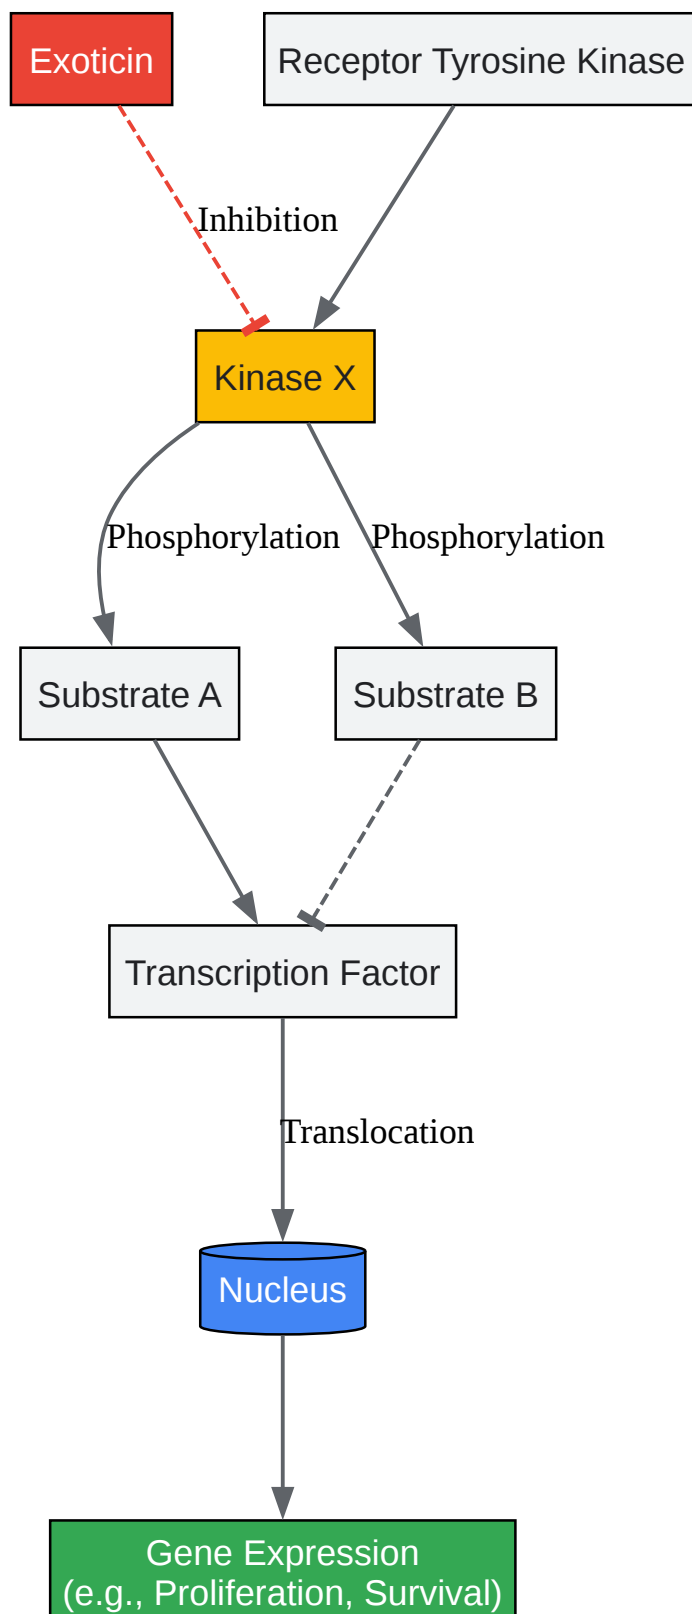 Exoticin
Receptor Tyrosine Kinase
Inhibition
Kinase X
Phosphorylation
Phosphorylation
Substrate A
Substrate B
Transcription Factor
Translocation
Nucleus
Gene Expression
(e.g., Proliferation, Survival)